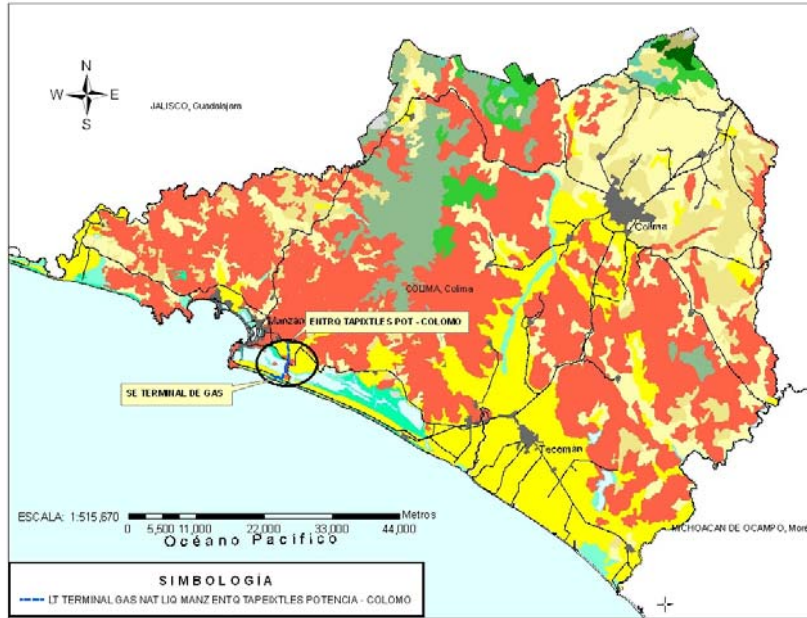 N
W E
S
JALISCO, Guadalajara
Colima
COLIMA, Colima
Manzan
ENTRQ TAPIXTLES POT - COLOMO
SE TERMINAL DE GAS
Tecoman
ESCALA: 1:515,670
Metros
0 5,500 11,000 22,000 33,000 44,000
Océano Pacífico
MICHOACAN DE OCAMPO, More
SIMBOLOGÍA
LT TERMINAL GAS NAT LIQ MANZ ENTQ TAPEIXTLES POTENCIA - COLOMO